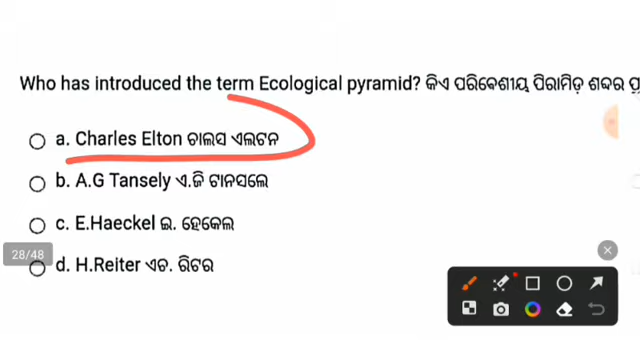 Who has introduced the term Ecological pyramid? କିଏ ପରିବେଶୀୟ ପିରାମିଡ଼ ଶବ୍ଦର
a. Charles Elton ଚାଲସ ଏଲଟନ
b. A.G Tansely ଏ.ଜି ଟାନସଲେ
c. E.Haeckel ଇ. ହେକେଲ
28/48
d. H.Reiter ଏଚ. ରିଟର